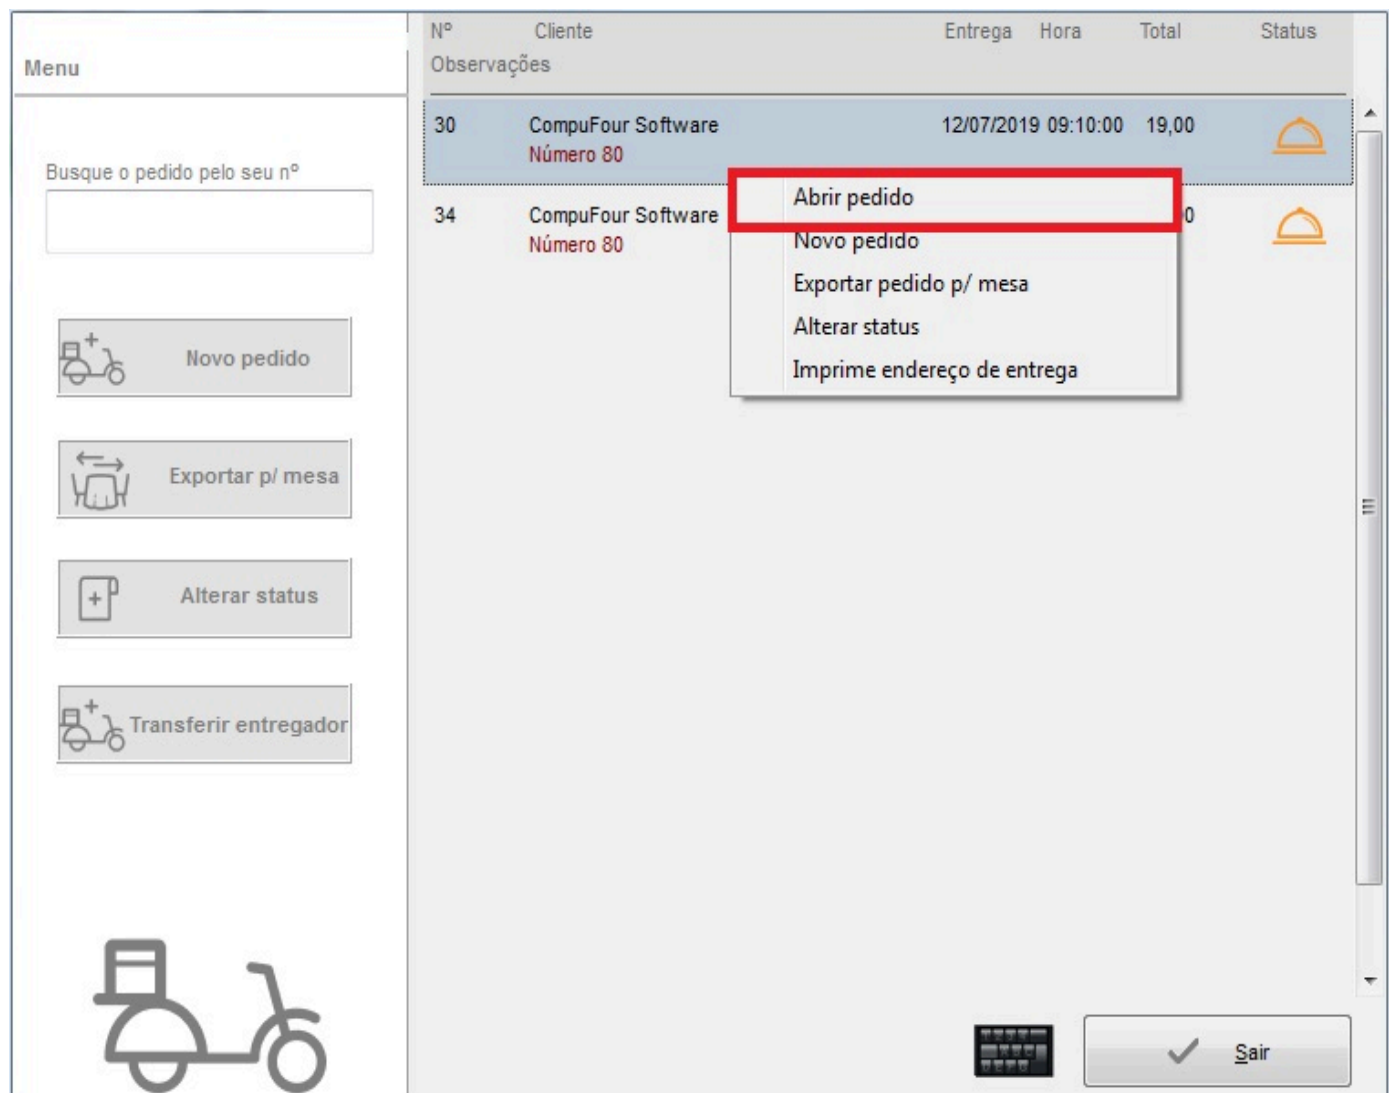 Menu
Busque o pedido pelo seu nº
Novo pedido
Exportar p/ mesa
Alterar status
Transferir entregador
Nº Cliente Entrega Hora Total Status
Observações
30 CompuFour Software 12/07/2019 09:10:00 19,00
Número 80
34 CompuFour Software
Número 80
Abrir pedido
Novo pedido
Exportar pedido p/ mesa
Alterar status
Imprime endereço de entrega
Sair